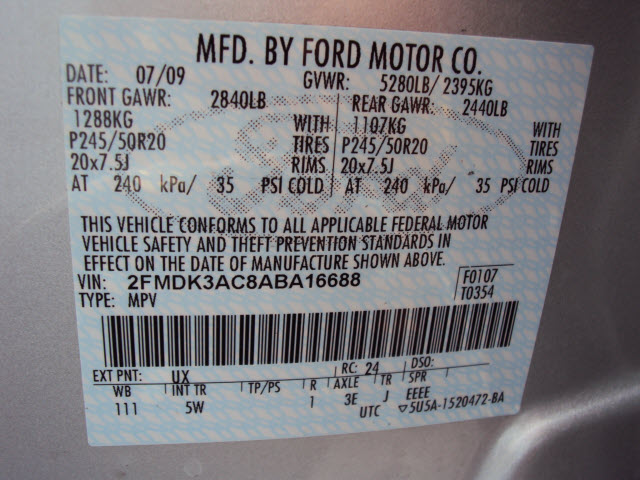 MFD. BY FORD MOTOR CO.
DATE: 07/09 GVWR: 5280LB/ 2395KG
FRONT GAWR: 2840LB REAR GAWR: 2440LB
1288KG WITH 1107KG WITH
P245/50R20 TIRES P245/50R20 TIRES
20x7.5J RIMS 20x7.5J RIMS
AT 240 kPa/ 35 PSI COLD AT 240 kPa/ 35 PSI COLD
Ford
THIS VEHICLE CONFORMS TO ALL APPLICABLE FEDERAL MOTOR
VEHICLE SAFETY AND THEFT PREVENTION STANDARDS IN
EFFECT ON THE DATE OF MANUFACTURE SHOWN ABOVE.
VIN: 2FMDK3AC8ABA16688 F0107
TYPE: MPV T0354
EXT PNT: UX RC: 24 DSO:
WB INT TR TP/PS R AXLE TR SPR
111 5W 1 3E J EEEE
UTC ▽5U5A-1520472-BA